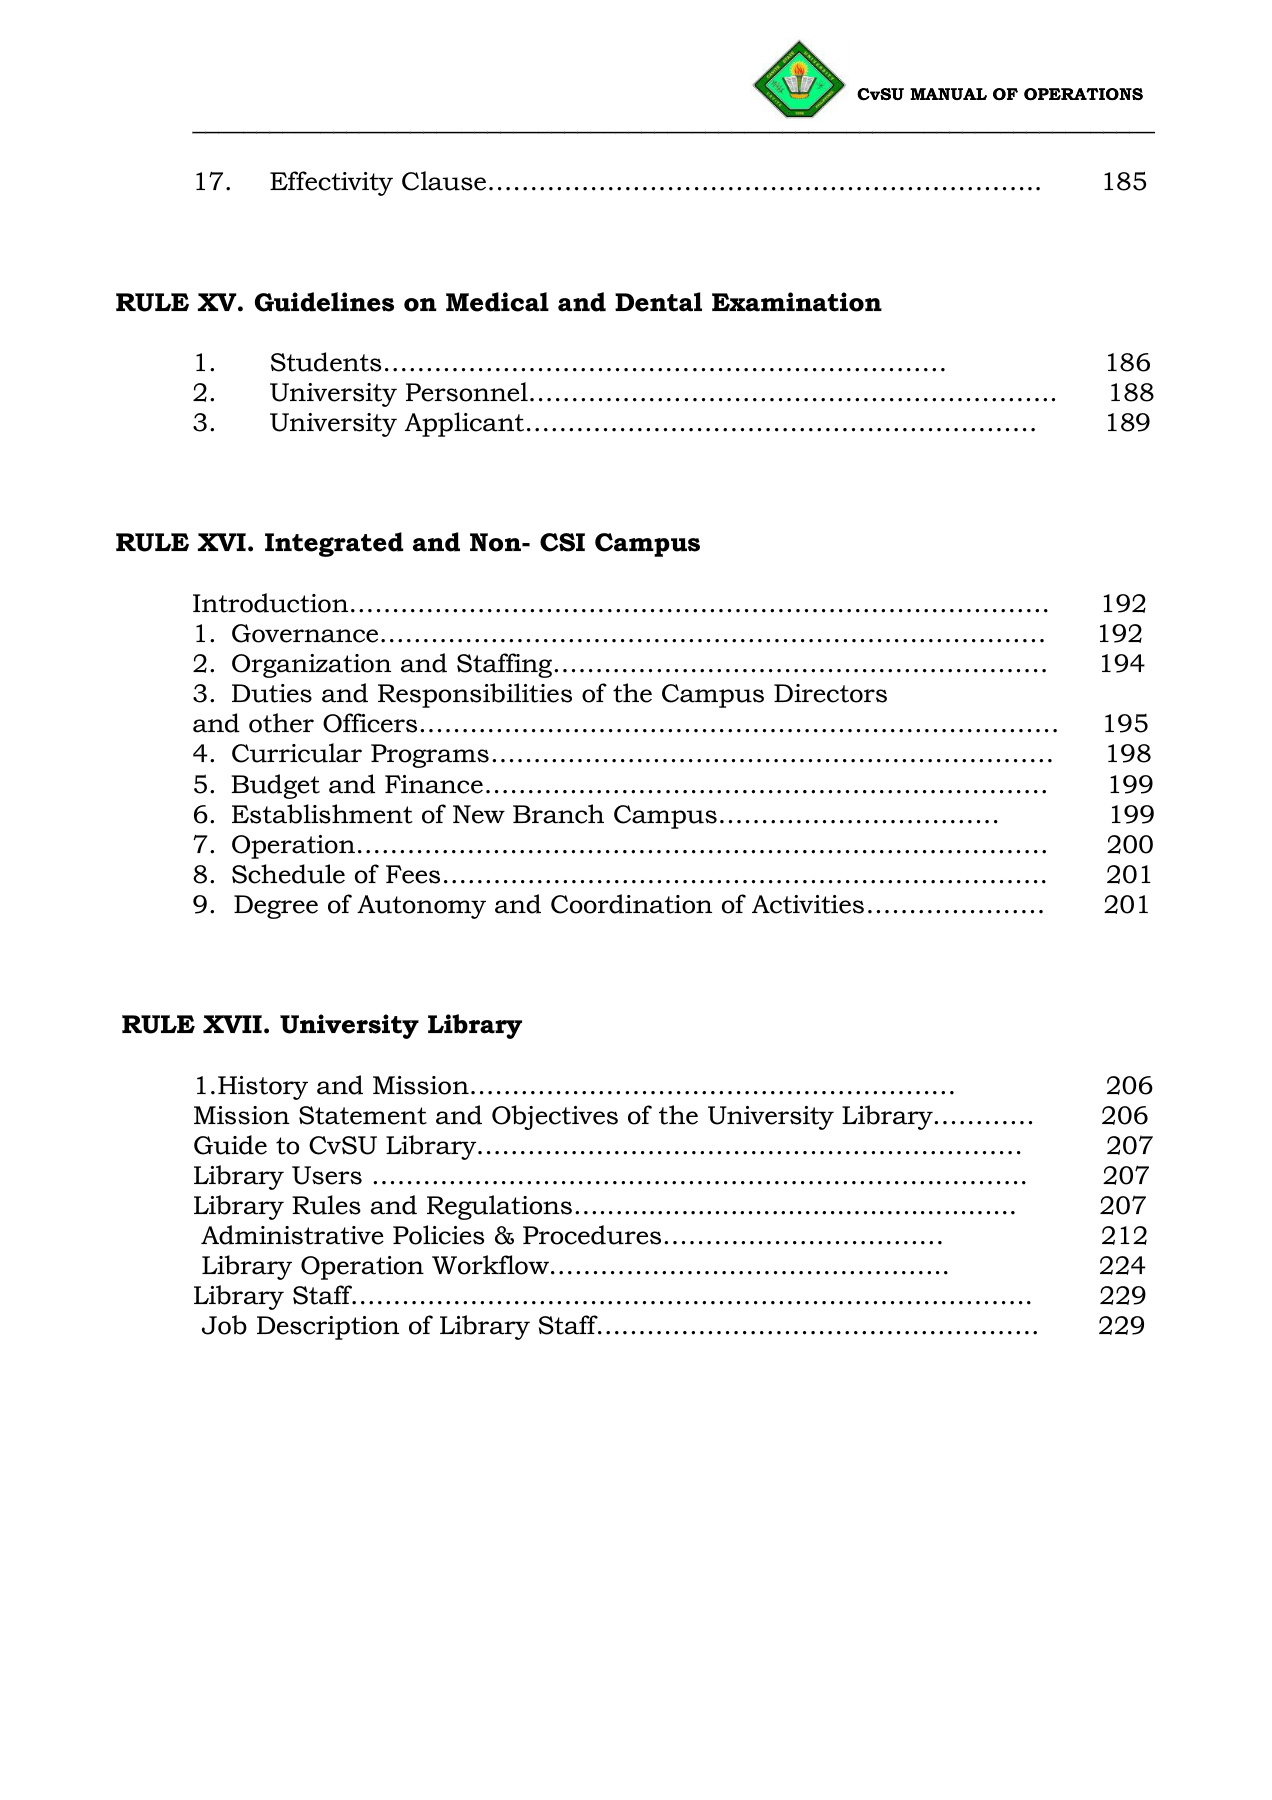 CvSU MANUAL OF OPERATIONS
17. Effectivity Clause………………………………………………………. 185
RULE XV. Guidelines on Medical and Dental Examination
1. Students………………………………………………………… 186
2. University Personnel…………………………………………………….. 188
3. University Applicant…………………………………………………… 189
RULE XVI. Integrated and Non- CSI Campus
Introduction………………………………………………………………………. 192
1. Governance…………………………………………………………………… 192
2. Organization and Staffing…………………………………………………. 194
3. Duties and Responsibilities of the Campus Directors
and other Officers………………………………………………………………… 195
4. Curricular Programs………………………………………………………… 198
5. Budget and Finance………………………………………………………… 199
6. Establishment of New Branch Campus…………………………… 199
7. Operation……………………………………………………………………… 200
8. Schedule of Fees……………………………………………………………… 201
9. Degree of Autonomy and Coordination of Activities………………… 201
RULE XVII. University Library
1.History and Mission………………………………………………… 206
Mission Statement and Objectives of the University Library………… 206
Guide to CvSU Library………………………………………………………. 207
Library Users …………………………………………………………………. 207
Library Rules and Regulations……………………………………………. 207
Administrative Policies & Procedures…………………………… 212
Library Operation Workflow………………………………………. 224
Library Staff……………………………………………………………………. 229
Job Description of Library Staff……………………………………………. 229